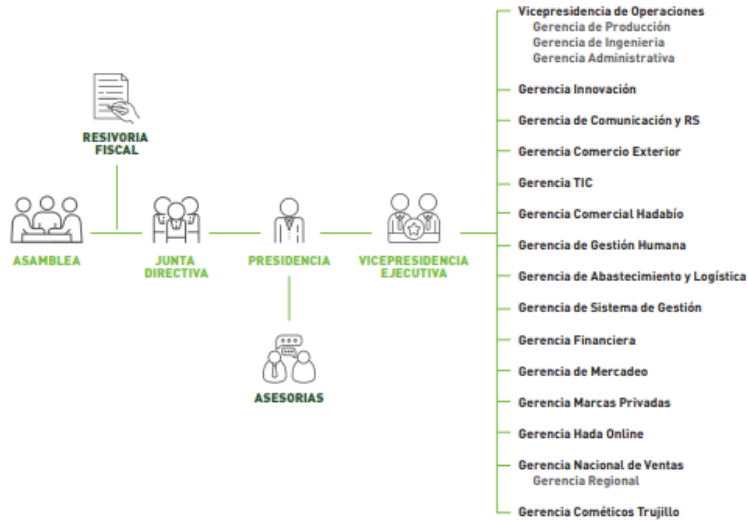 RESIVORIA
FISCAL
ASAMBLEA
JUNTA
DIRECTIVA
PRESIDENCIA
VICEPRESIDENCIA
EJECUTIVA
ASESORIAS
Vicepresidencia de Operaciones
Gerencia de Producción
Gerencia de Ingenieria
Gerencia Administrativa
Gerencia Innovación
Gerencia de Comunicación y RS
Gerencia Comercio Exterior
Gerencia TIC
Gerencia Comercial Hadabío
Gerencia de Gestión Humana
Gerencia de Abastecimiento y Logística
Gerencia de Sistema de Gestión
Gerencia Financiera
Gerencia de Mercadeo
Gerencia Marcas Privadas
Gerencia Hada Online
Gerencia Nacional de Ventas
Gerencia Regional
Gerencia Cométicos Trujillo